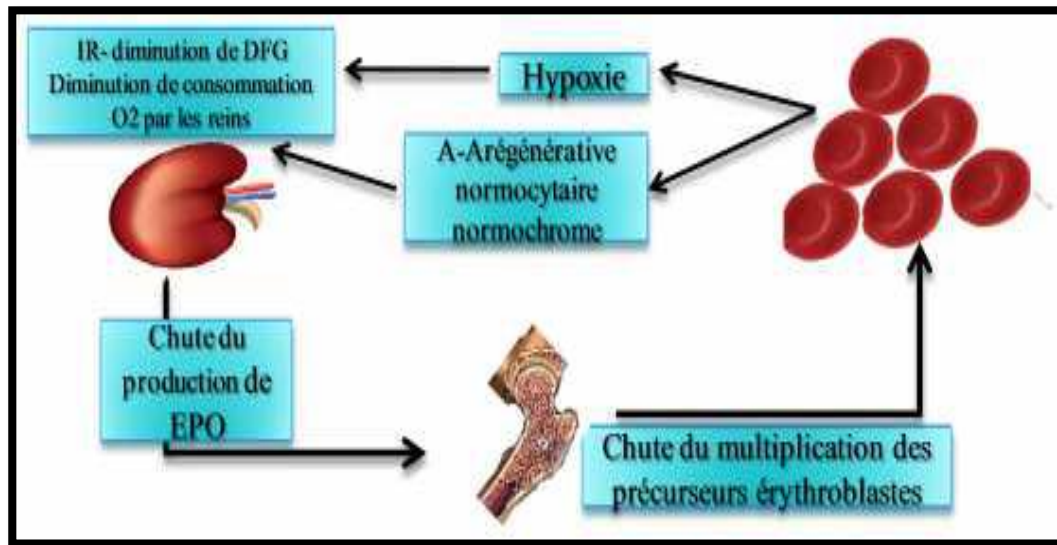 IR- diminution de DFG
Diminution de consommation
O2 par les reins
Hypoxie
A-Arégénérative
normocytaire
normochrome
Chute du
production de
EPO
Chute du multiplication des
précurseurs érythroblastes